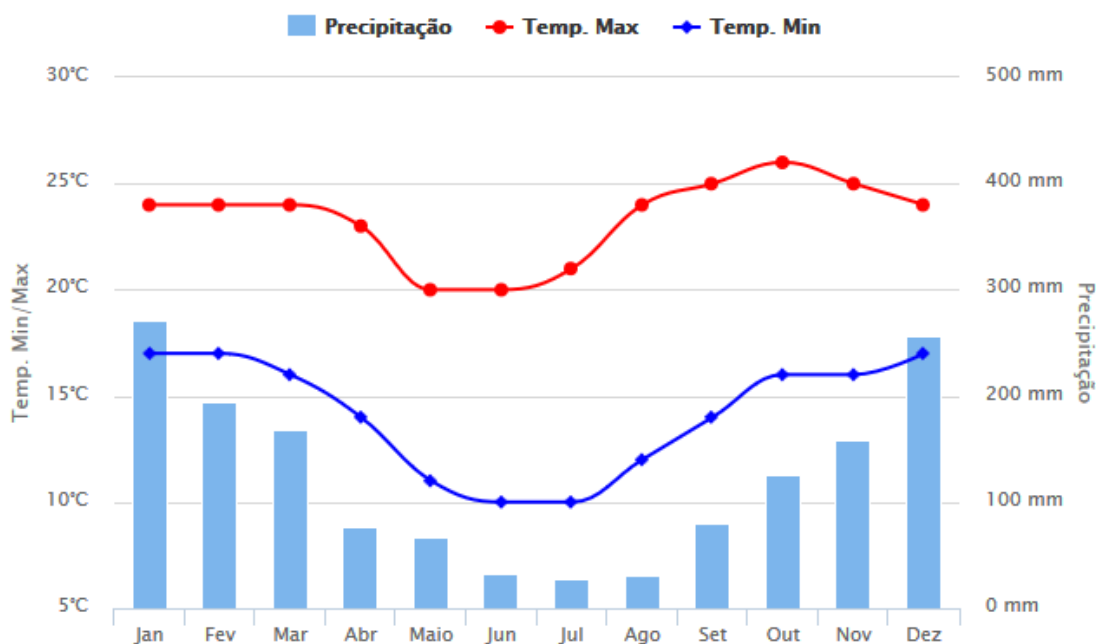 Precipitação Temp. Max Temp. Min
30°C 500 mm
25°C 400 mm
20°C 300 mm
15°C 200 mm
10°C 100 mm
5°C 0 mm
Temp. Min/Max
Precipitação
Jan Fev Mar Abr Maio Jun Jul Ago Set Out Nov Dez